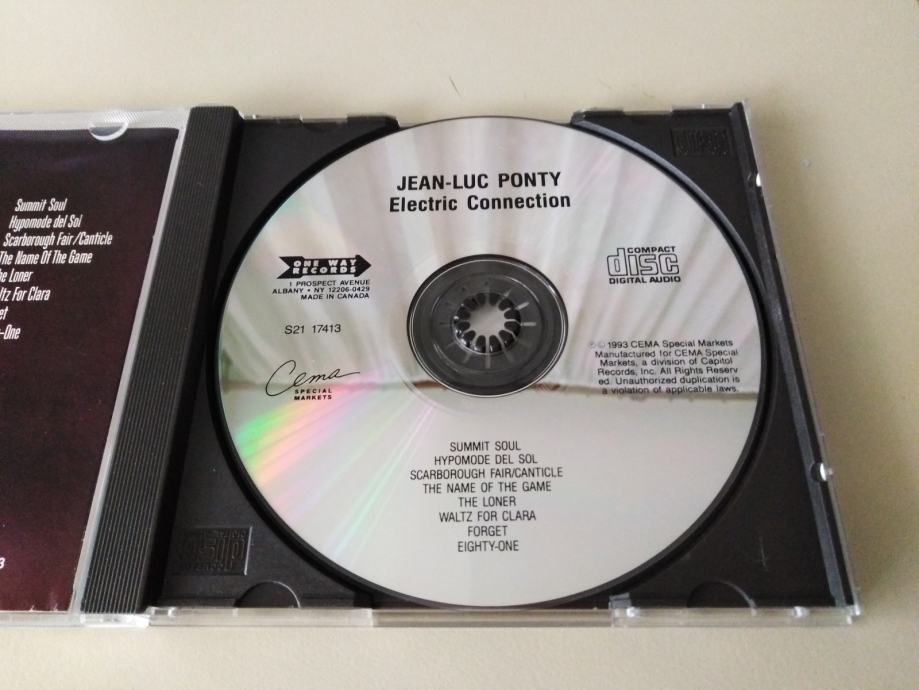 Summit Soul
Hypomode del Sol
Scarborough Fair/Canticle
The Name Of The Game
Loner
For Clara
3
JEAN-LUC PONTY
Electric Connection
ONE WAY
RECORDS
1 PROSPECT AVENUE
ALBANY • NY 12206-0429
MADE IN CANADA
S21 17413
Cema
SPECIAL
MARKETS
COMPACT
disc
DIGITAL AUDIO
℗ © 1993 CEMA Special Markets
Manufactured for CEMA Special
Markets, a division of Capitol
Records, Inc. All Rights Reserv
ed. Unauthorized duplication is
a violation of applicable laws.
SUMMIT SOUL
HYPOMODE DEL SOL
SCARBOROUGH FAIR/CANTICLE
THE NAME OF THE GAME
THE LONER
WALTZ FOR CLARA
FORGET
EIGHTY-ONE